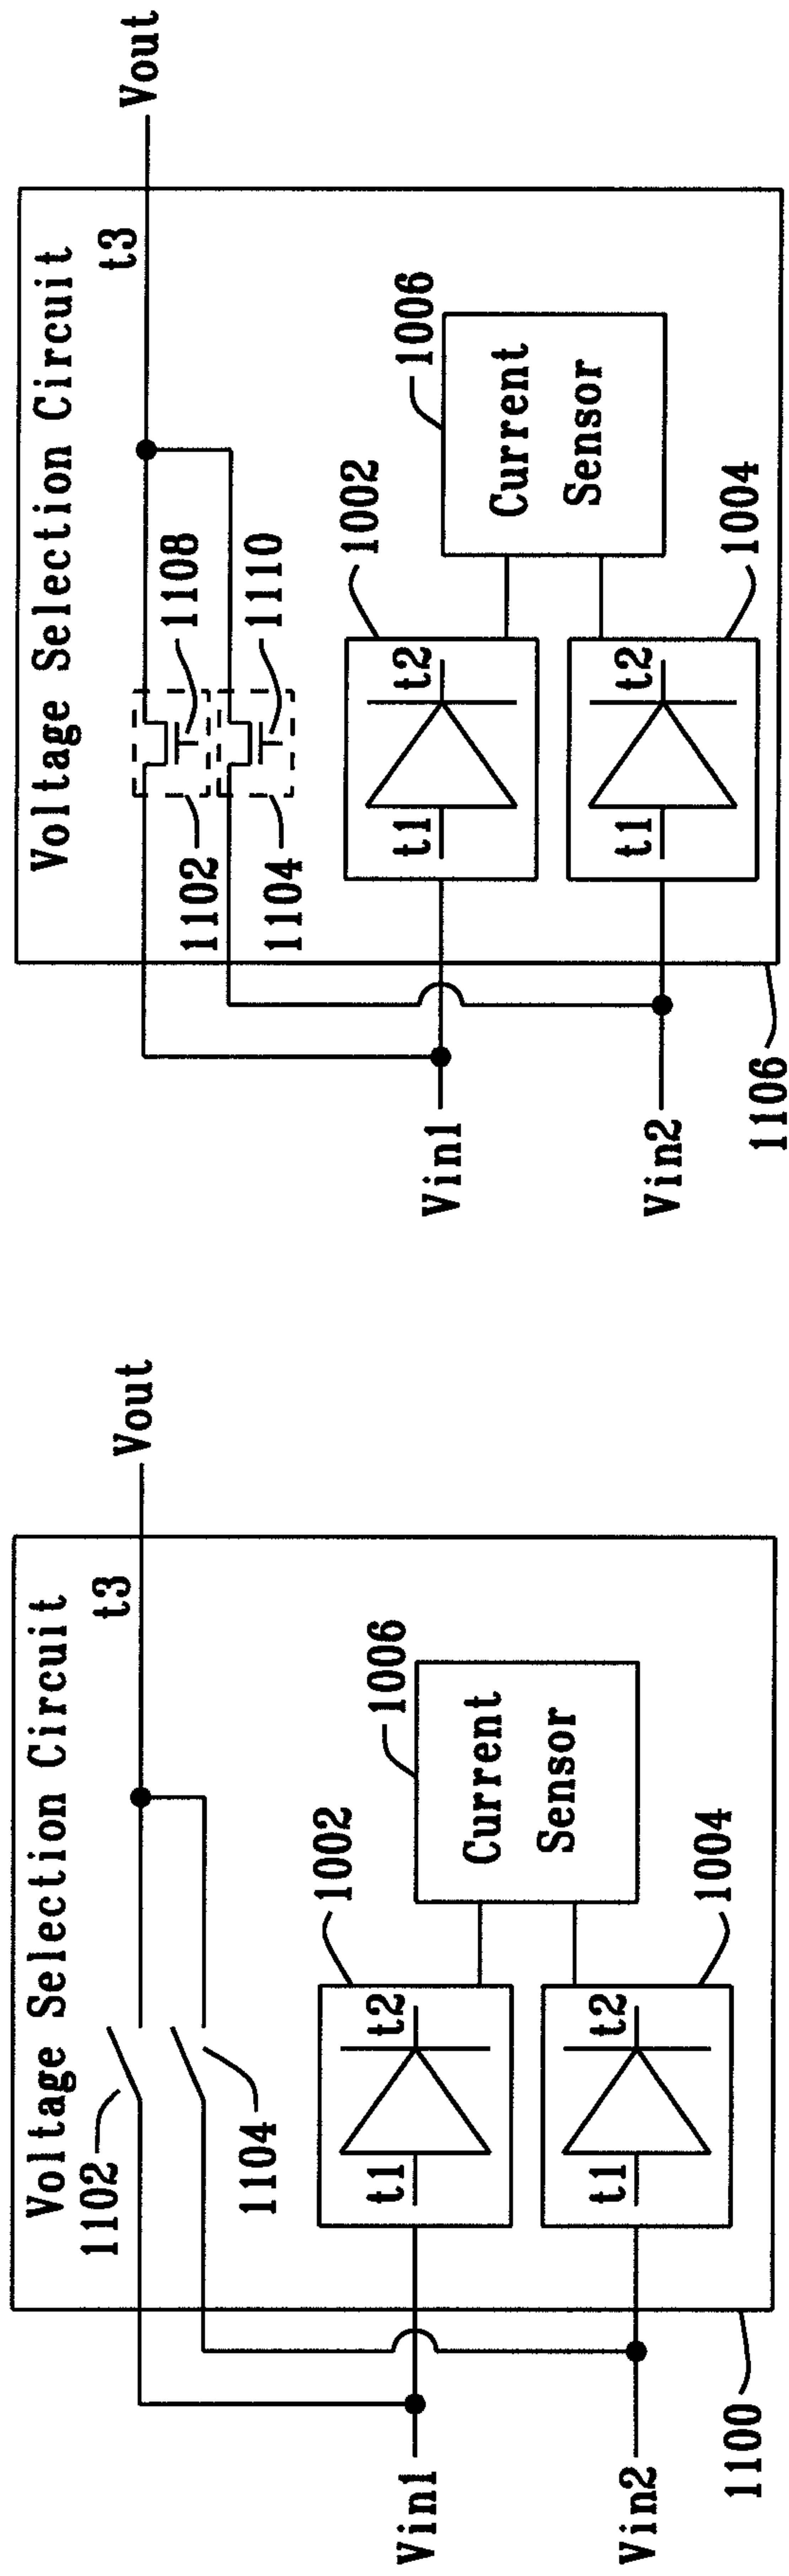 Voltage Selection Circuit
t3
Vout
1108
1110
1102
1104
1002
1006
t1
t2
Current
Sensor
1004
t1
t2
Vin1
Vin2
1106
Voltage Selection Circuit
t3
Vout
1102
1104
1002
1006
t1
t2
Current
Sensor
1004
t1
t2
Vin1
Vin2
1100